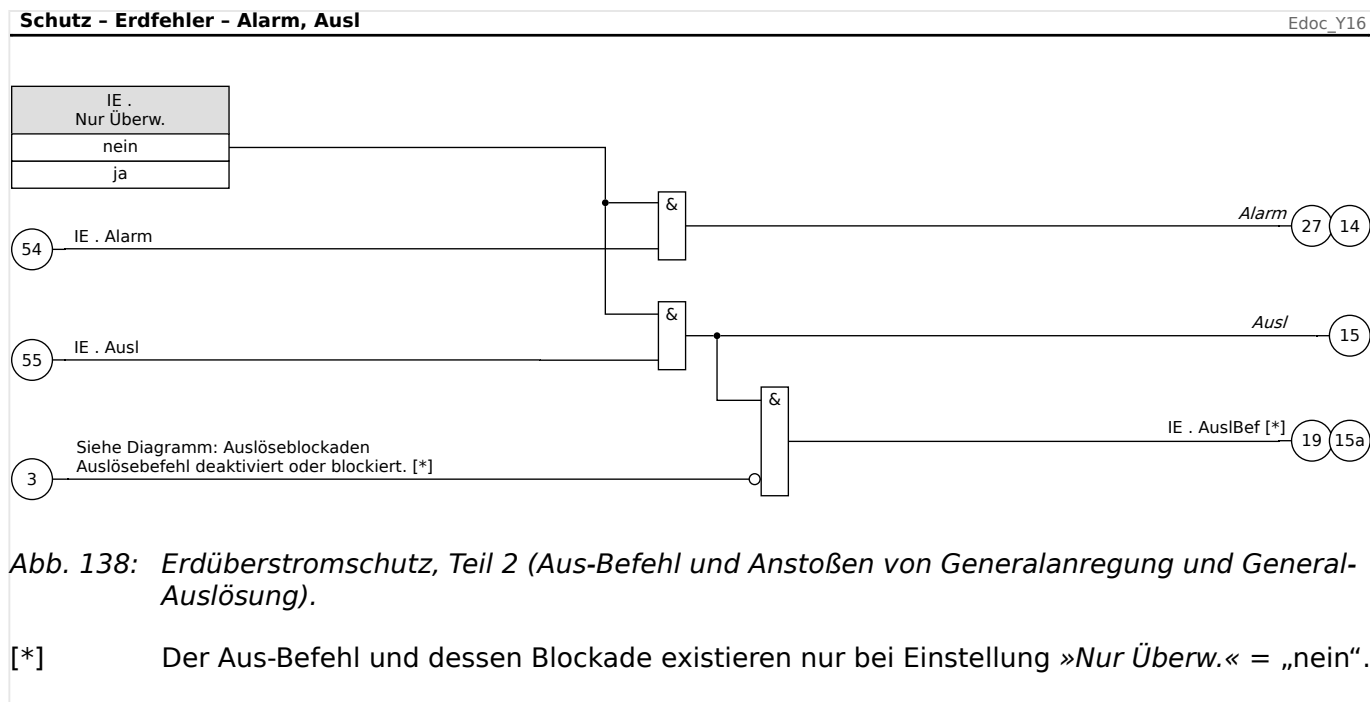 Schutz – Erdfehler – Alarm, Ausl
Edoc_Y16
IE .
Nur Überw.
nein
ja
&
Alarm
27 14
54
IE . Alarm
&
Ausl
15
55
IE . Ausl
&
IE . AuslBef [*]
19 15a
Siehe Diagramm: Auslöseblockaden
Auslösebefehl deaktiviert oder blockiert. [*]
3
Abb. 138: Erdüberstromschutz, Teil 2 (Aus-Befehl und Anstoßen von Generalanregung und General-
Auslösung).
[*] Der Aus-Befehl und dessen Blockade existieren nur bei Einstellung »Nur Überw.« = „nein“.